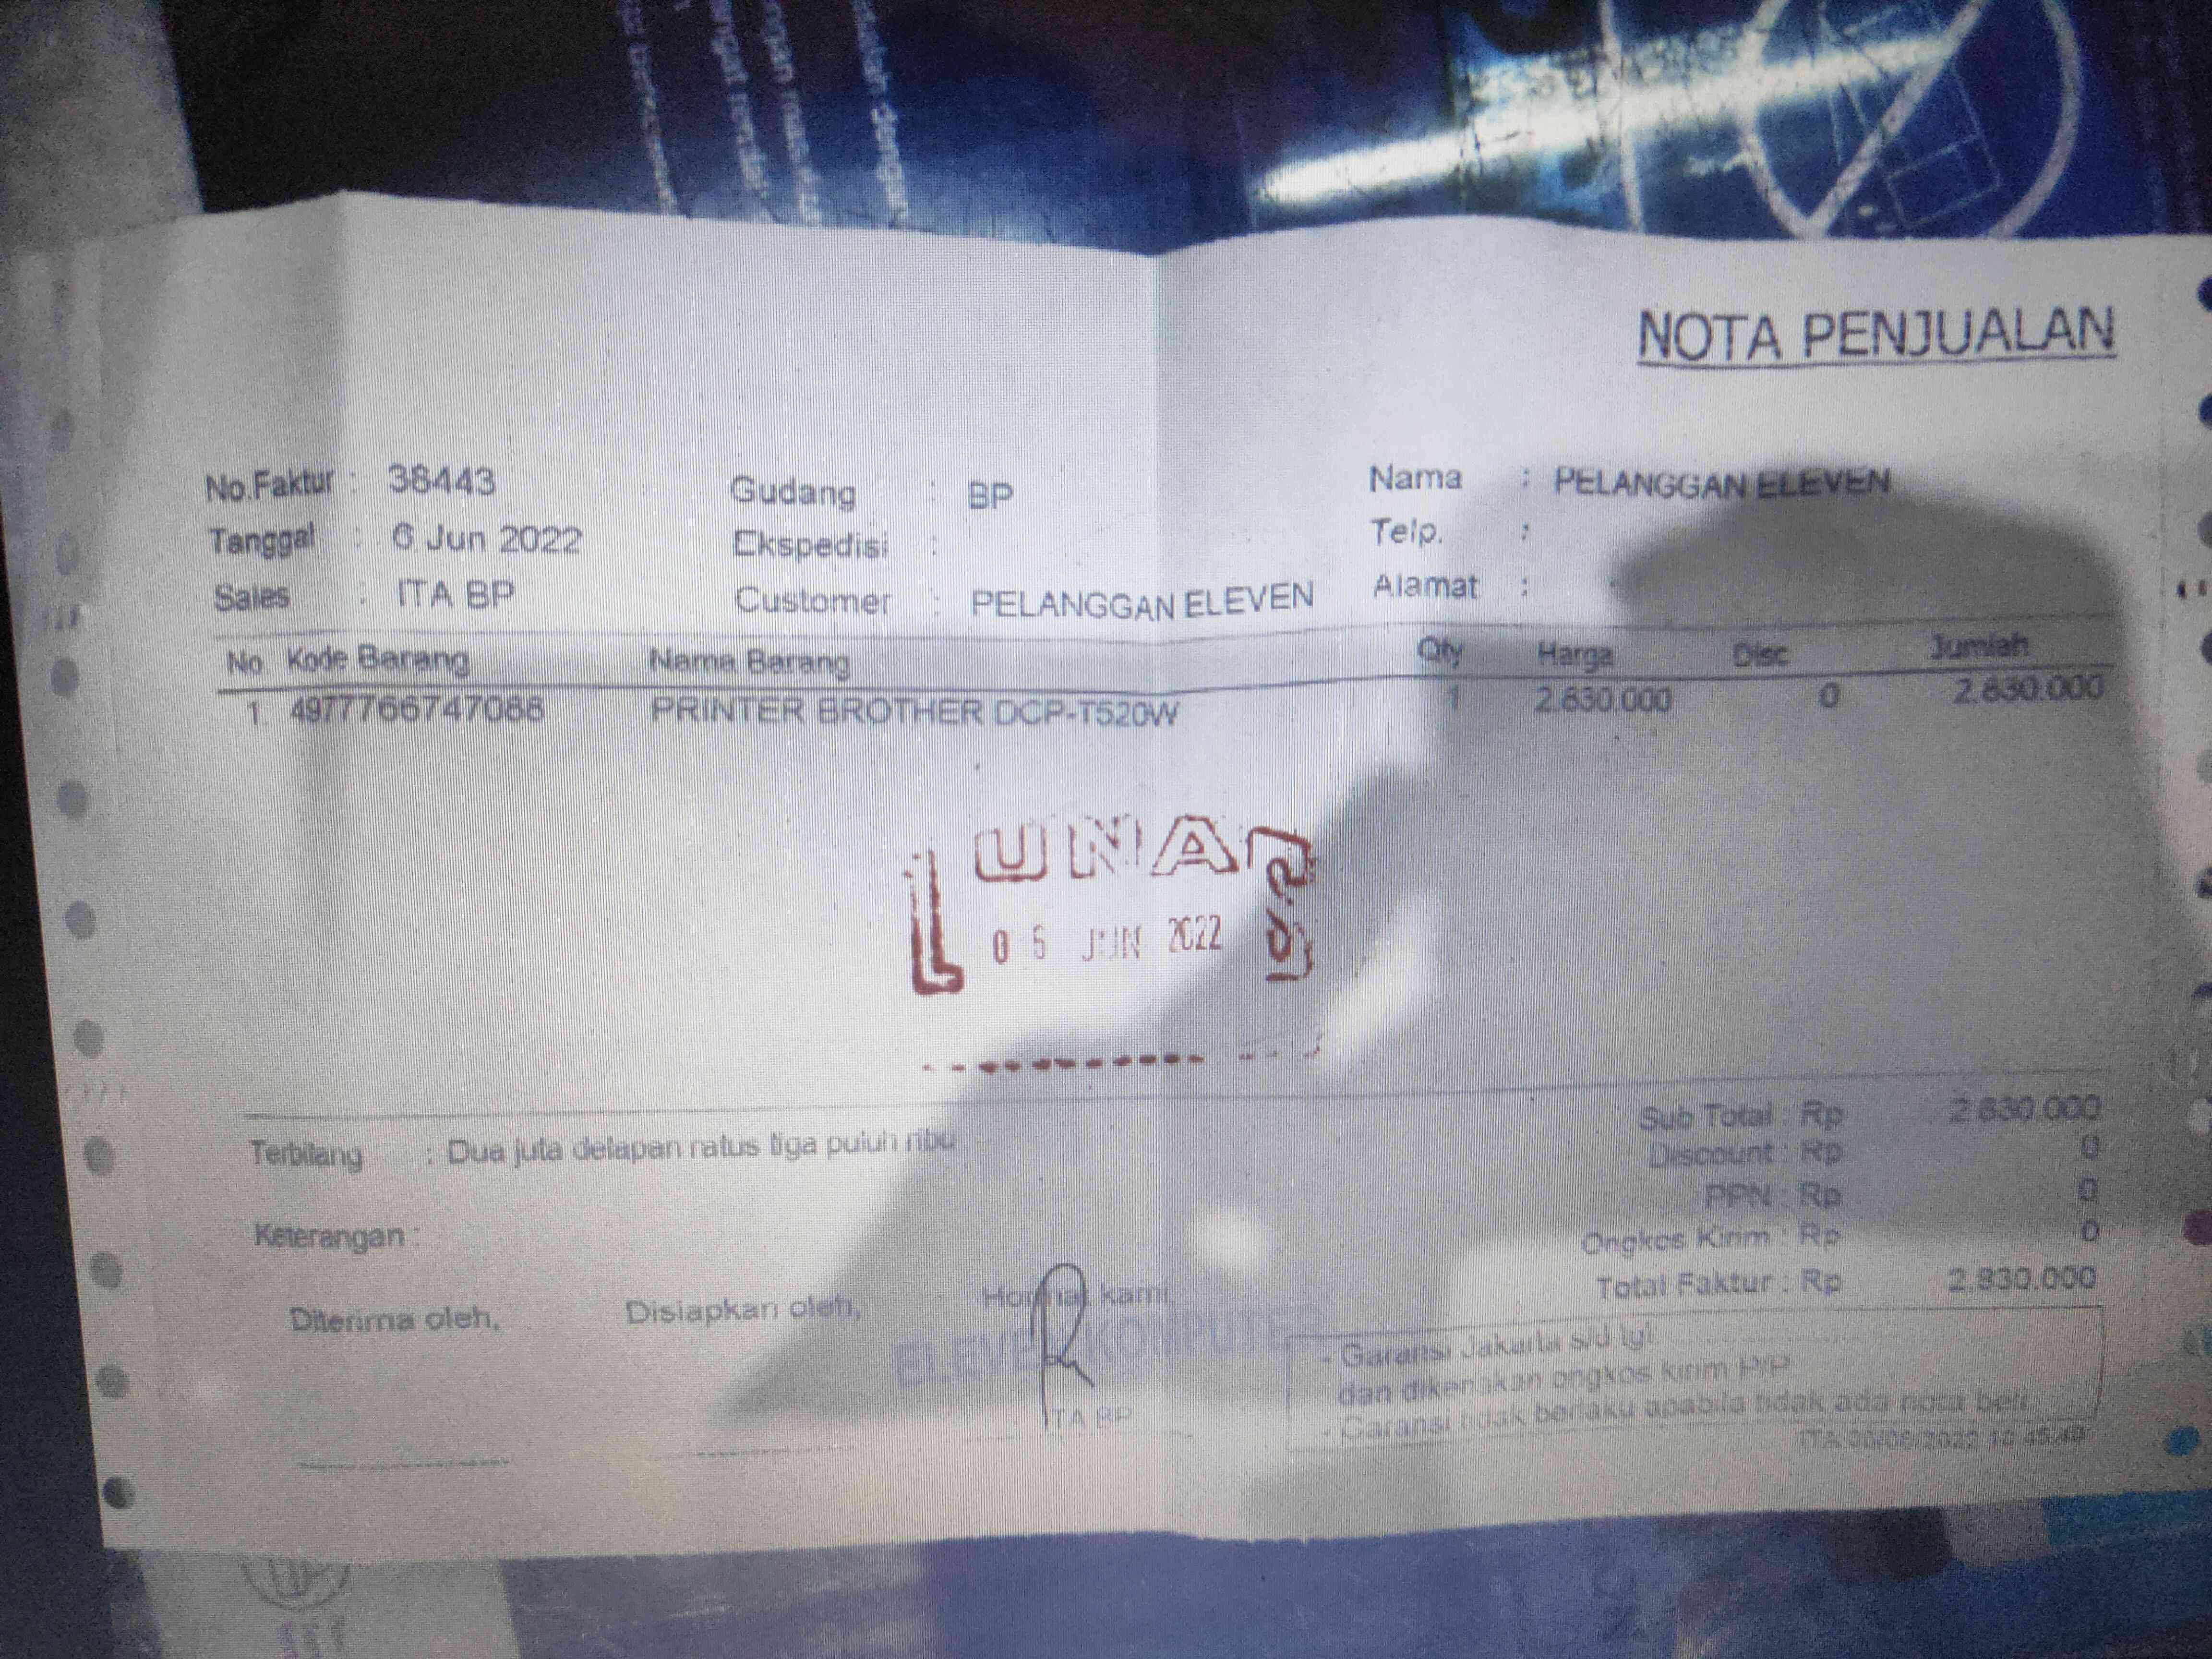 NOTA PENJUALAN
No.Faktur : 38443 Gudang : BP Nama : PELANGGAN ELEVEN
Tanggal : 6 Jun 2022 Ekspedisi : Telp. :
Sales : ITA BP Customer : PELANGGAN ELEVEN Alamat :
No Kode Barang Nama Barang Qty Harga Disc Jumlah
1 4977766747088 PRINTER BROTHER DCP-T520W 1 2.830.000 0 2.830.000
LUNAS
JUN 2022
Sub Total : Rp 2.830.000
Terbilang : Dua juta delapan ratus tiga puluh ribu
Discount : Rp 0
PPN : Rp 0
Keterangan :
Ongkos Kirim : Rp 0
Total Faktur : Rp 2.830.000
Diterima oleh, Disiapkan oleh, Hormat kami,
ELEVEN KOMPUTER
ITA BP
- Garansi Jakarta s/d tgl
dan dikenakan ongkos kirim P/P
- Garansi tidak berlaku apabila tidak ada nota beli